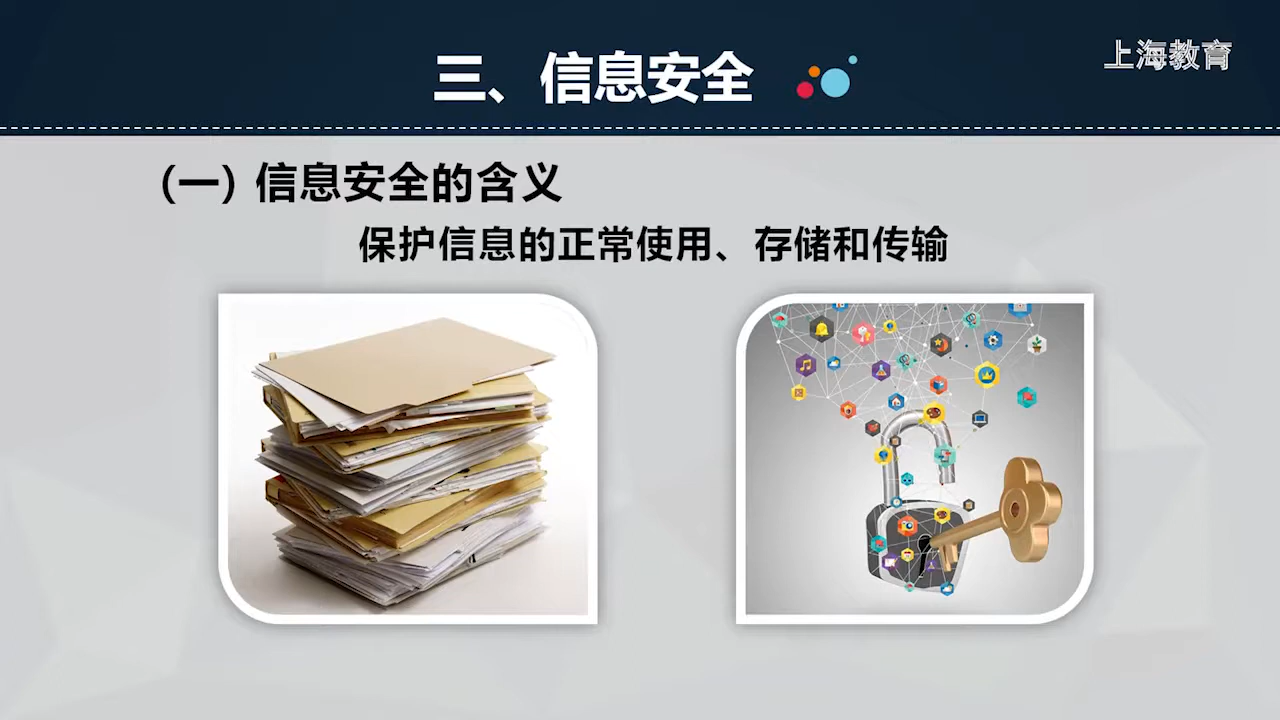 三、信息安全
上海教育
(一) 信息安全的含义
保护信息的正常使用、存储和传输